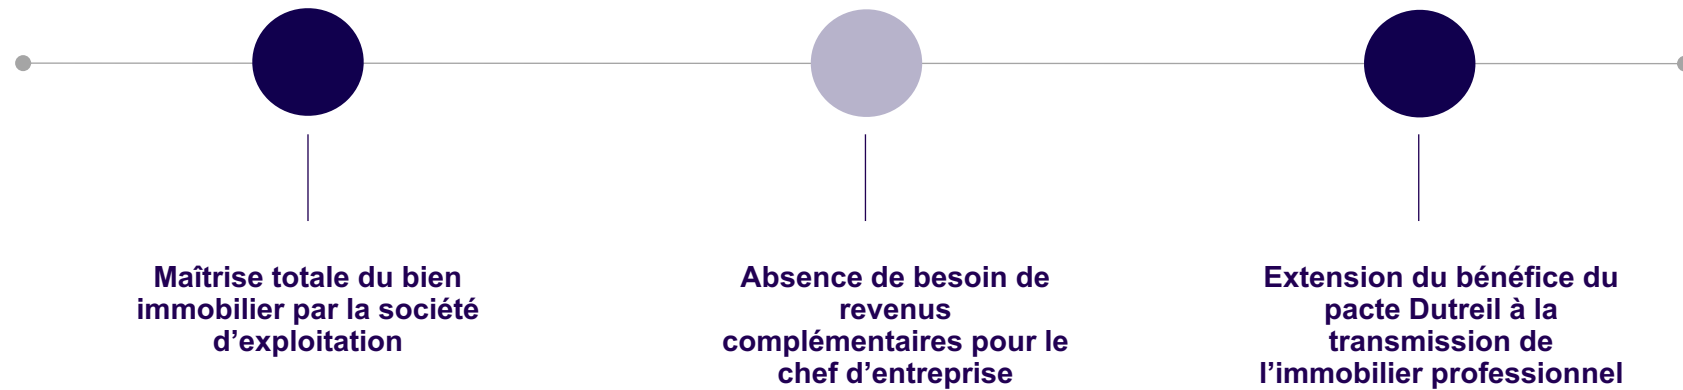 Maîtrise totale du bien
immobilier par la société
d’exploitation
Absence de besoin de
revenus
complémentaires pour le
chef d’entreprise
Extension du bénéfice du
pacte Dutreil à la
transmission de
l’immobilier professionnel